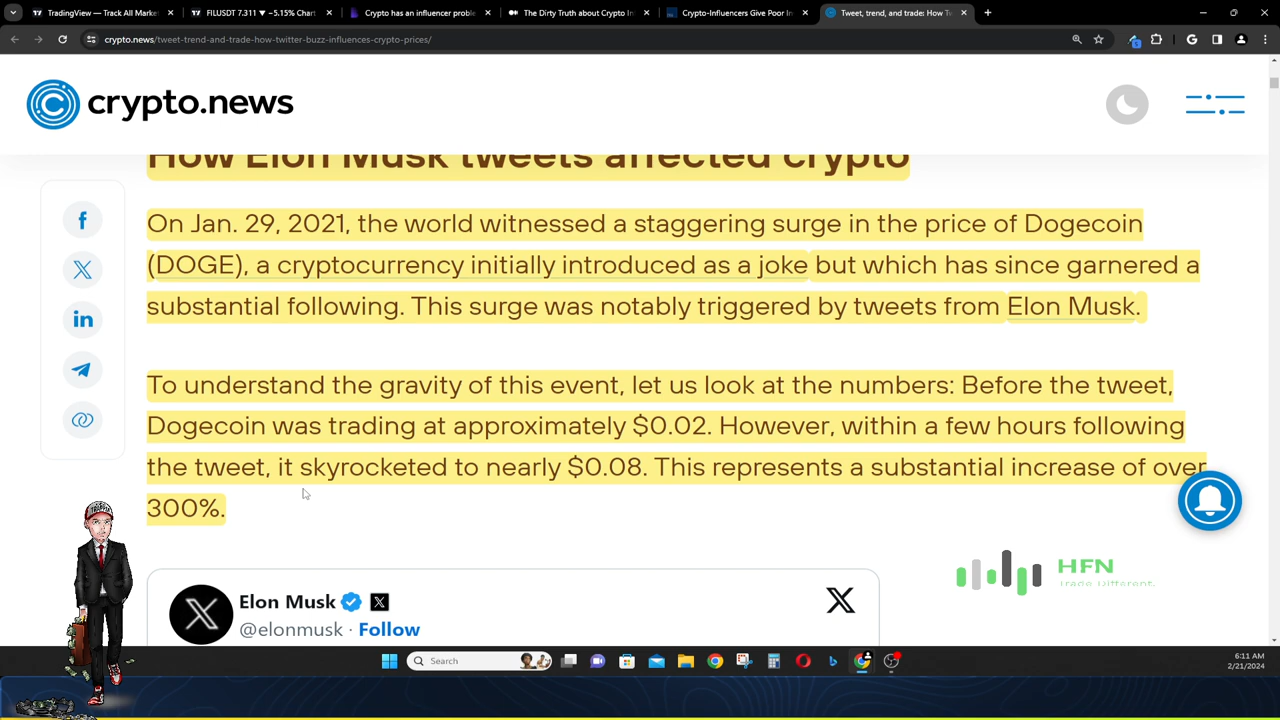 TradingView — Track All Market
FILUSDT 7.311 ▼ −5.15% Chart
Crypto has an influencer proble
The Dirty Truth about Crypto In
Crypto-Influencers Give Poor In
Tweet, trend, and trade: How Tw
crypto.news/tweet-trend-and-trade-how-twitter-buzz-influences-crypto-prices/
crypto.news
How Elon Musk tweets affected crypto
On Jan. 29, 2021, the world witnessed a staggering surge in the price of Dogecoin
(DOGE), a cryptocurrency initially introduced as a joke but which has since garnered a
substantial following. This surge was notably triggered by tweets from Elon Musk.
To understand the gravity of this event, let us look at the numbers: Before the tweet,
Dogecoin was trading at approximately $0.02. However, within a few hours following
the tweet, it skyrocketed to nearly $0.08. This represents a substantial increase of over
300%.
HFN
Trade Different.
Elon Musk
@elonmusk · Follow
Search
6:11 AM
2/21/2024